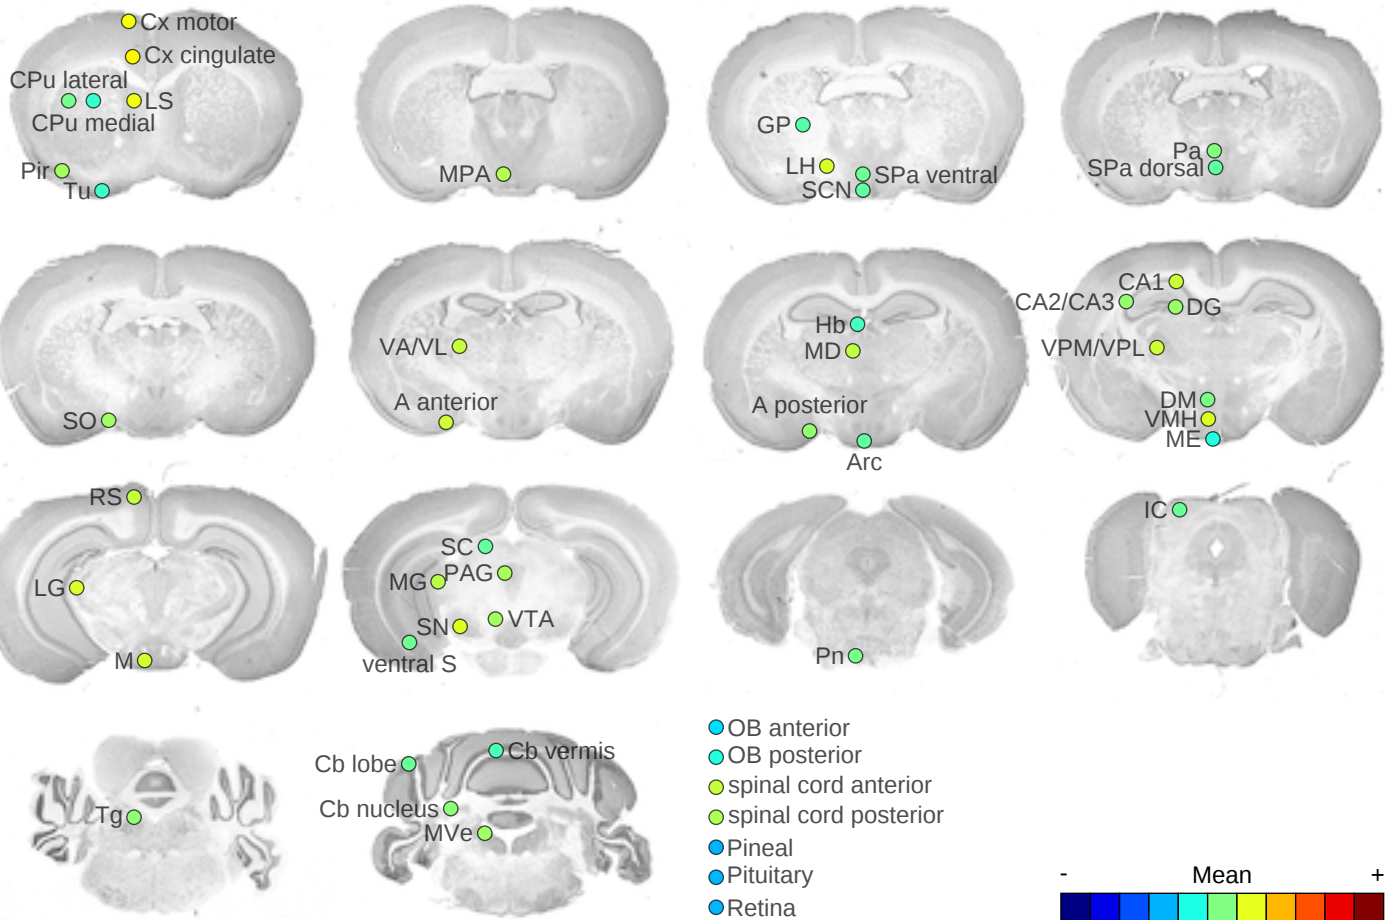 Cx motor
Cx cingulate
CPu lateral
LS
CPu medial
Pir
Tu
MPA
GP
LH
SPa ventral
SCN
Pa
SPa dorsal
SO
VA/VL
A anterior
Hb
MD
A posterior
Arc
CA1
CA2/CA3
DG
VPM/VPL
DM
VMH
ME
RS
LG
M
SC
MG
PAG
SN
VTA
ventral S
Pn
IC
Tg
Cb lobe
Cb vermis
Cb nucleus
MVe
OB anterior
OB posterior
spinal cord anterior
spinal cord posterior
Pineal
Pituitary
Retina
- Mean +